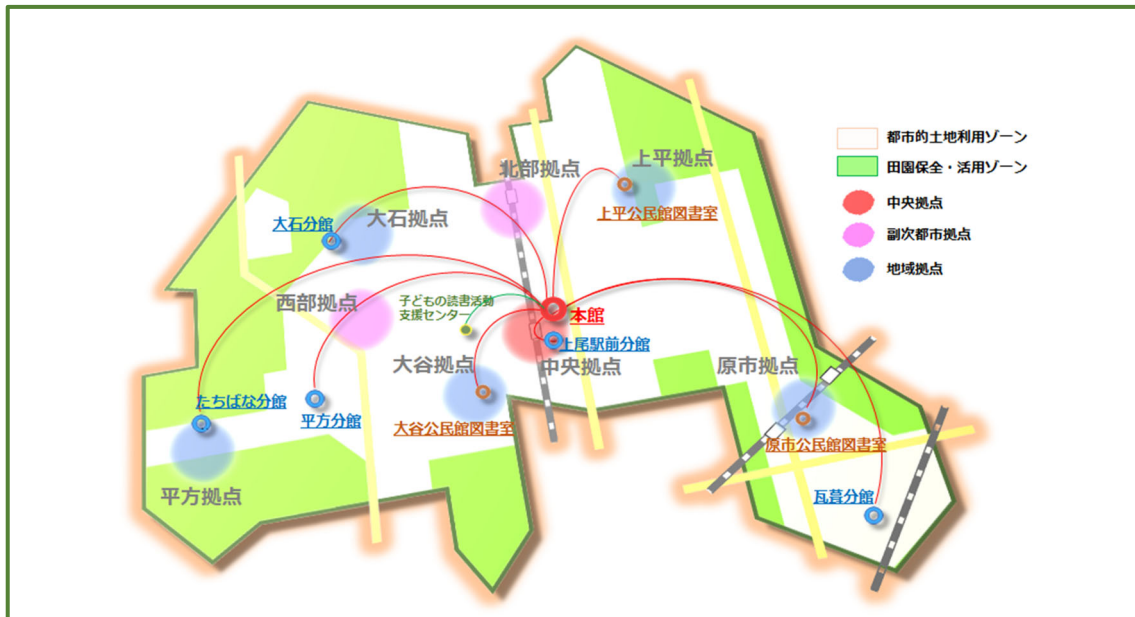 北部拠点
上平拠点
上平公民館図書室
大石分館
大石拠点
西部拠点
子どもの読書活動
支援センター
本館
上尾駅前分館
中央拠点
大谷拠点
大谷公民館図書室
原市拠点
原市公民館図書室
たちばな分館
平方分館
平方拠点
瓦葺分館
都市的土地利用ゾーン
田園保全・活用ゾーン
中央拠点
副次都市拠点
地域拠点